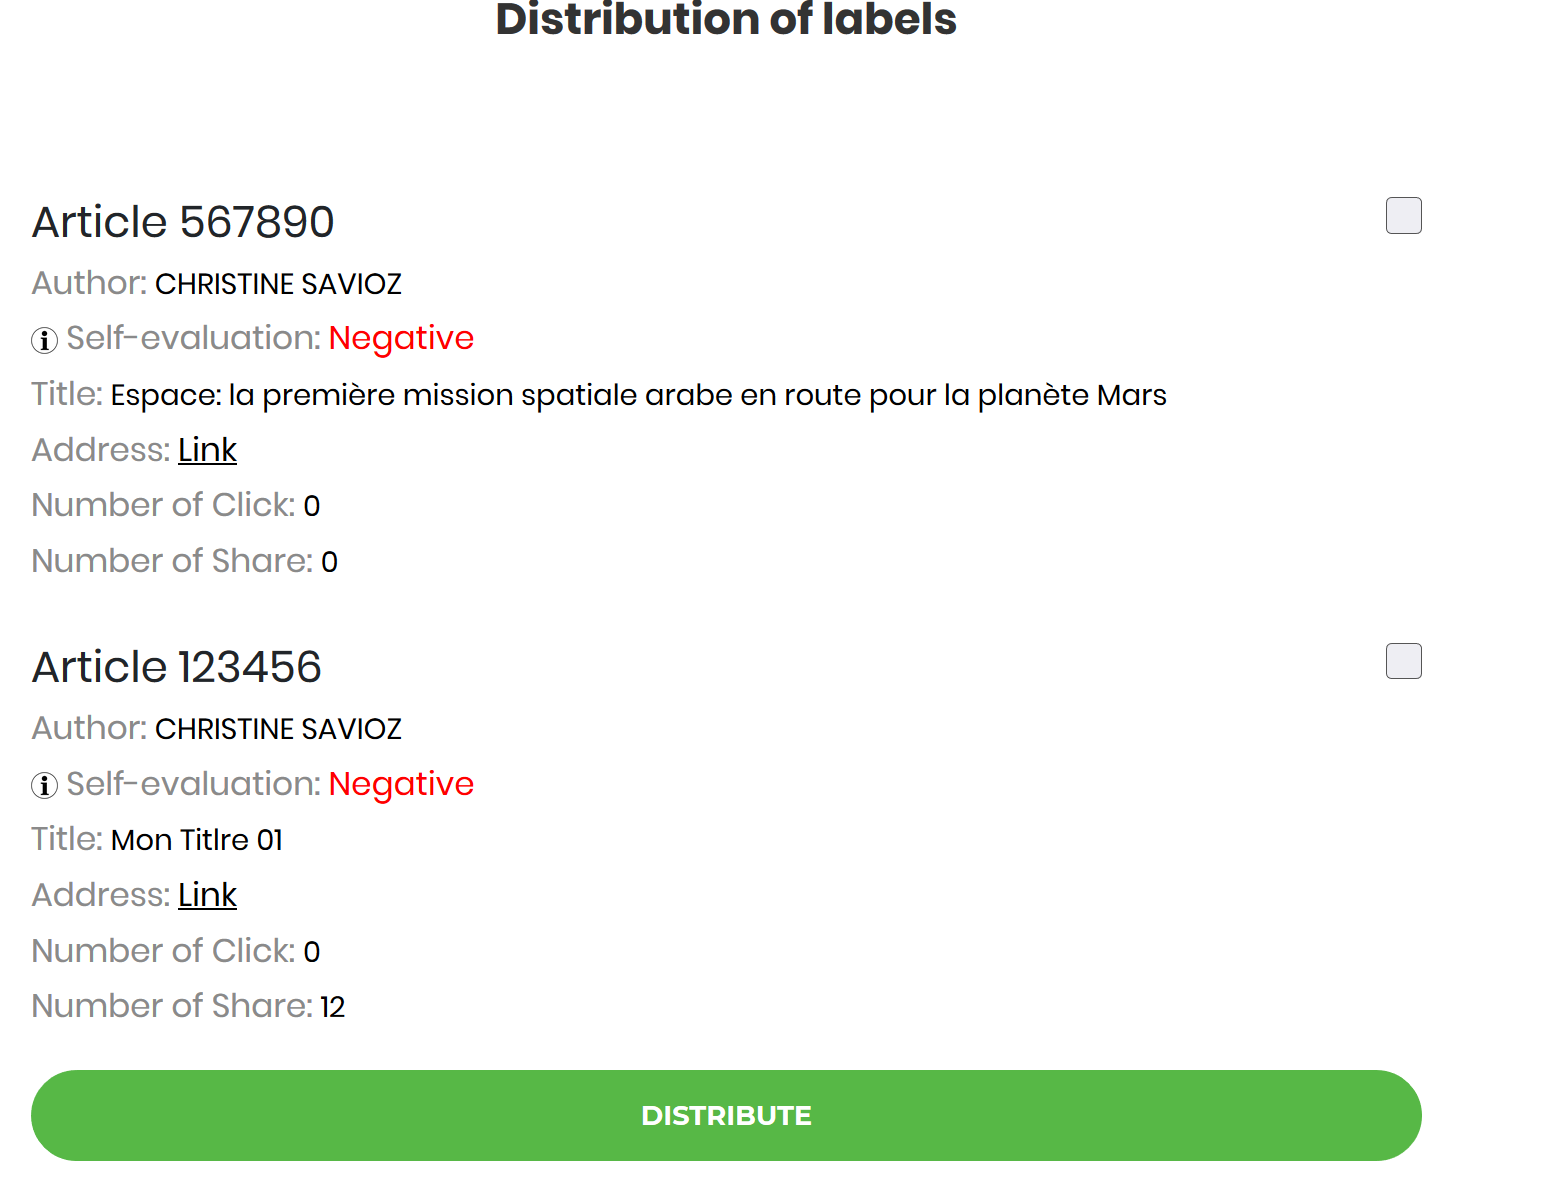 Distribution of labels
Article 567890
Author: CHRISTINE SAVIOZ
Self-evaluation: Negative
Title: Espace: la première mission spatiale arabe en route pour la planète Mars
Address: Link
Number of Click: 0
Number of Share: 0
Article 123456
Author: CHRISTINE SAVIOZ
Self-evaluation: Negative
Title: Mon Titlre 01
Address: Link
Number of Click: 0
Number of Share: 12
DISTRIBUTE